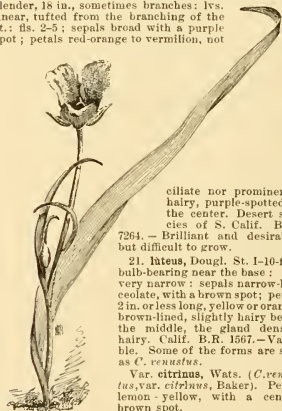 lender, 18 in., sometimes branches: lvs.
near, tufted from the branching of the
t.: fls. 2-5; sepals broad with a purple
pot; petals red-orange to vermilion, not
ciliate nor prominen
hairy, purple-spotted
the center. Desert s
cies of S. Calif. B
7264. — Brilliant and desira
but difficult to grow.
21. lùteus, Dougl. St. 1-10-f
bulb-bearing near the base:
very narrow: sepals narrow-l
ceolate, with a brown spot; pe
2 in. or less long, yellow or oran
brown-lined, slightly hairy be
the middle, the gland dens
hairy. Calif. B.R. 1567.—Va
ble. Some of the forms are s
as C. venustus.
Var. citrinus, Wats. (C. ven
tus, var. citrìnus, Baker). Pe
lemon-yellow, with a cen
brown spot.